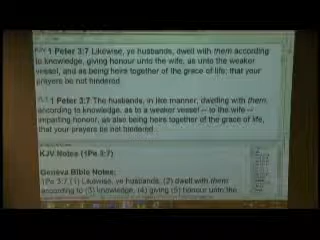 KJV 1 Peter 3:7 Likewise, ye husbands, dwell with them according
to knowledge, giving honour unto the wife, as unto the weaker
vessel, and as being heirs together of the grace of life; that your
prayers be not hindered.
1 Peter 3:7 The husbands, in like manner, dwelling with them,
according to knowledge, as to a weaker vessel -- to the wife --
imparting honour, as also being heirs together of the grace of life,
that your prayers be not hindered.
KJV Notes (1Pe 3:7)
Geneva Bible Notes:
1Pe 3:7 (1) Likewise, ye husbands, (2) dwell with them
according to (3) knowledge, (4) giving (5) honour unto the